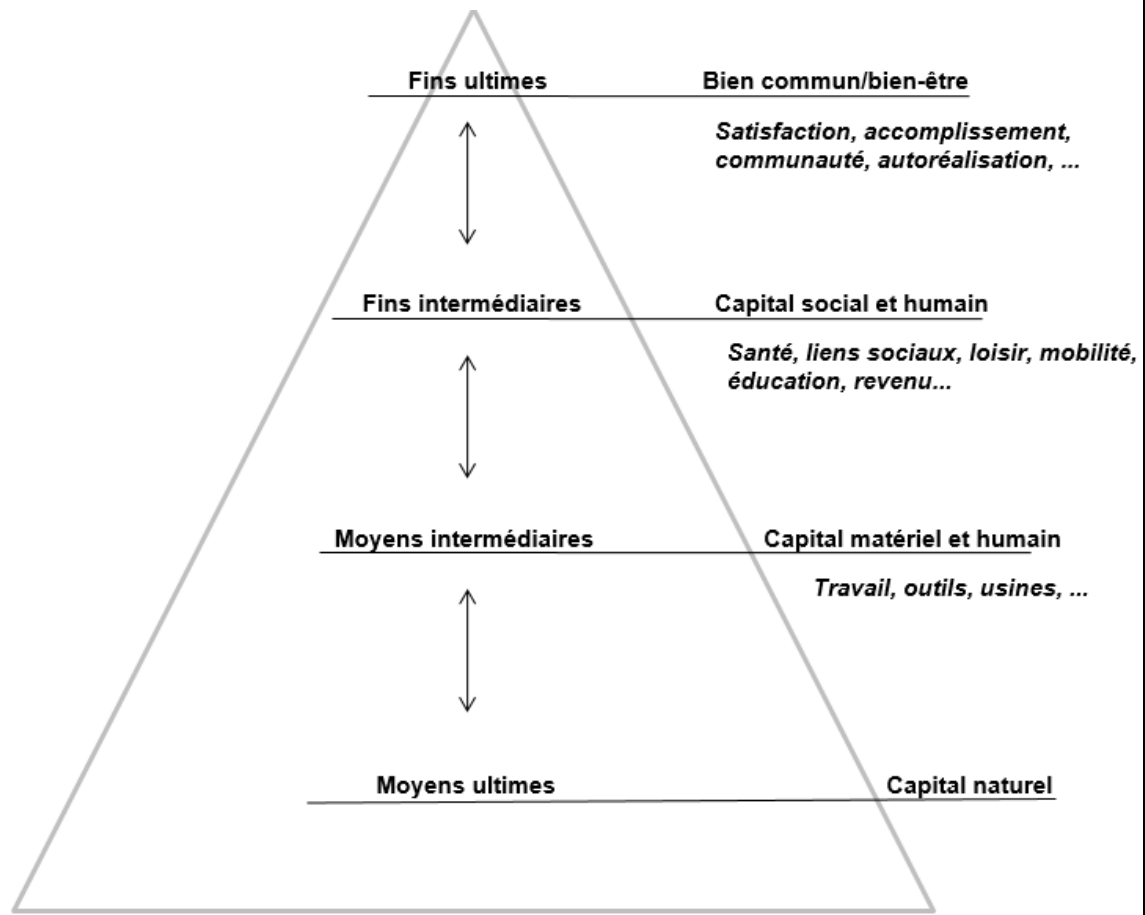 Fins ultimes
Bien commun/bien-être
Satisfaction, accomplissement,
communauté, autoréalisation, ...
Fins intermédiaires
Capital social et humain
Santé, liens sociaux, loisir, mobilité,
éducation, revenu...
Moyens intermédiaires
Capital matériel et humain
Travail, outils, usines, ...
Moyens ultimes
Capital naturel